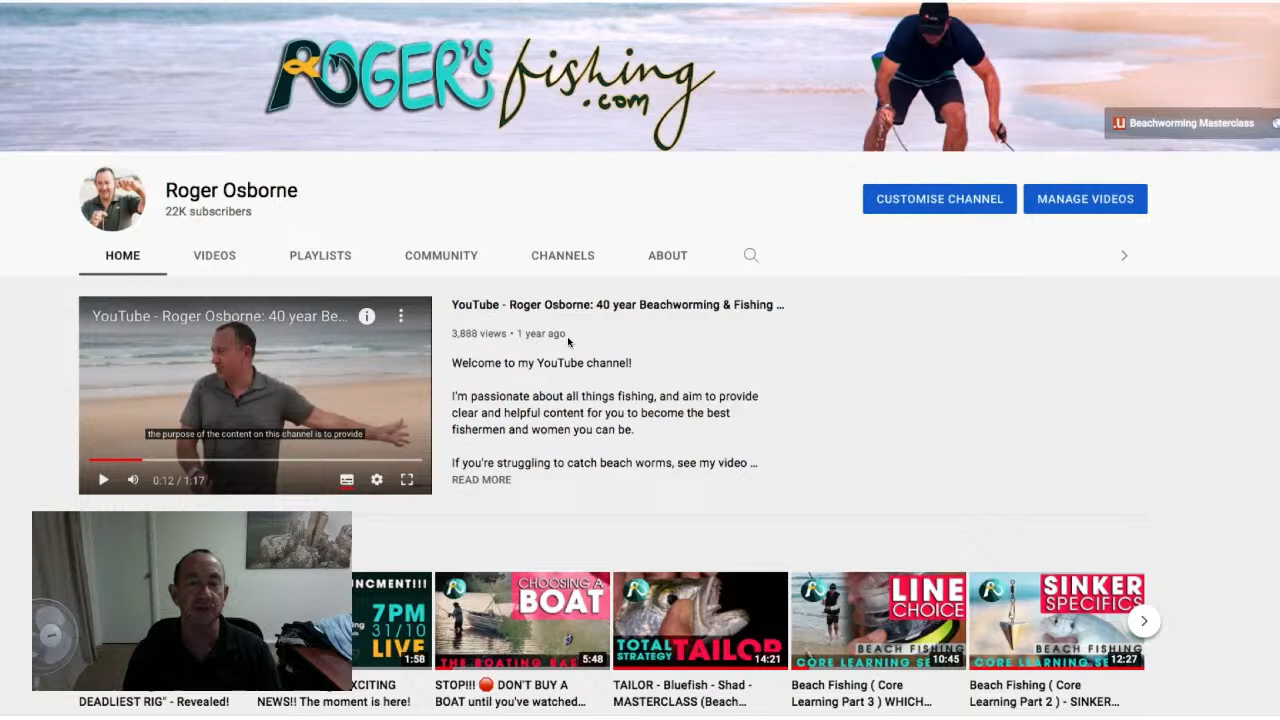 ROGER'S fishing
.com
Beachworming Masterclass
Roger Osborne
22K subscribers
CUSTOMISE CHANNEL
MANAGE VIDEOS
HOME
VIDEOS
PLAYLISTS
COMMUNITY
CHANNELS
ABOUT
YouTube - Roger Osborne: 40 year Be...
the purpose of the content on this channel is to provide
0:12 / 1:17
YouTube - Roger Osborne: 40 year Beachworming & Fishing ...
3,888 views • 1 year ago
Welcome to my YouTube channel!
I'm passionate about all things fishing, and aim to provide
clear and helpful content for you to become the best
fishermen and women you can be.
If you're struggling to catch beach worms, see my video ...
READ MORE
NCMENT!!!
7PM
31/10
LIVE
1:58
CHOOSING A
BOAT
THE BOATING BAS
5:48
TOTAL
STRATEGY TAILOR
14:21
LINE
CHOICE
BEACH FISHING
CORE LEARNING SE
10:45
SINKER
SPECIFICS
BEACH FISHING
CORE LEARNING SE
12:27
DEADLIEST RIG" - Revealed!
XCITING
NEWS!! The moment is here!
STOP!!! 🛑 DON'T BUY A
BOAT until you've watched...
TAILOR - Bluefish - Shad -
MASTERCLASS (Beach...
Beach Fishing ( Core
Learning Part 3 ) WHICH...
Beach Fishing ( Core
Learning Part 2 ) - SINKER...